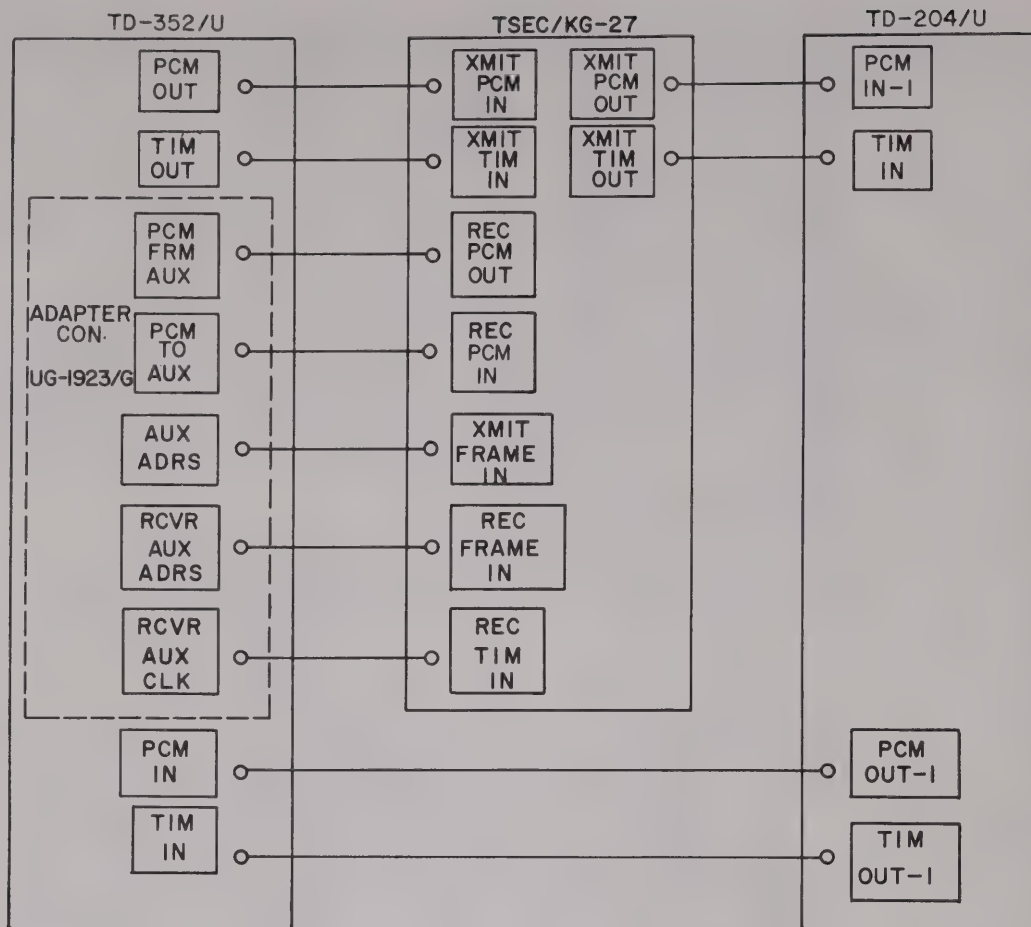 TD-352/U
TSEC/KG-27
TD-204/U
PCM
OUT
XMIT
PCM
IN
XMIT
PCM
OUT
PCM
IN-1
TIM
OUT
XMIT
TIM
IN
XMIT
TIM
OUT
TIM
IN
PCM
FRM
AUX
REC
PCM
OUT
ADAPTER
CON.
UG-1923/G
PCM
TO
AUX
REC
PCM
IN
AUX
ADRS
XMIT
FRAME
IN
RCVR
AUX
ADRS
REC
FRAME
IN
RCVR
AUX
CLK
REC
TIM
IN
PCM
IN
PCM
OUT-1
TIM
IN
TIM
OUT-1